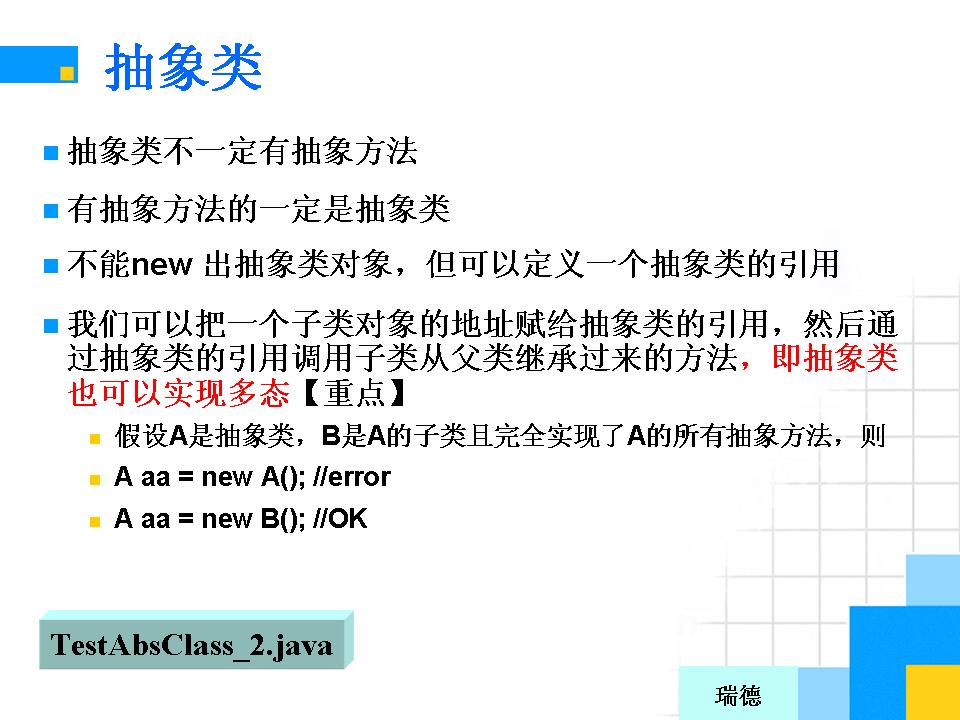 抽象类
抽象类不一定有抽象方法
有抽象方法的一定是抽象类
不能new 出抽象类对象，但可以定义一个抽象类的引用
我们可以把一个子类对象的地址赋给抽象类的引用，然后通
过抽象类的引用调用子类从父类继承过来的方法，即抽象类
也可以实现多态【重点】
假设A是抽象类，B是A的子类且完全实现了A的所有抽象方法，则
A aa = new A(); //error
A aa = new B(); //OK
TestAbsClass_2.java
瑞德